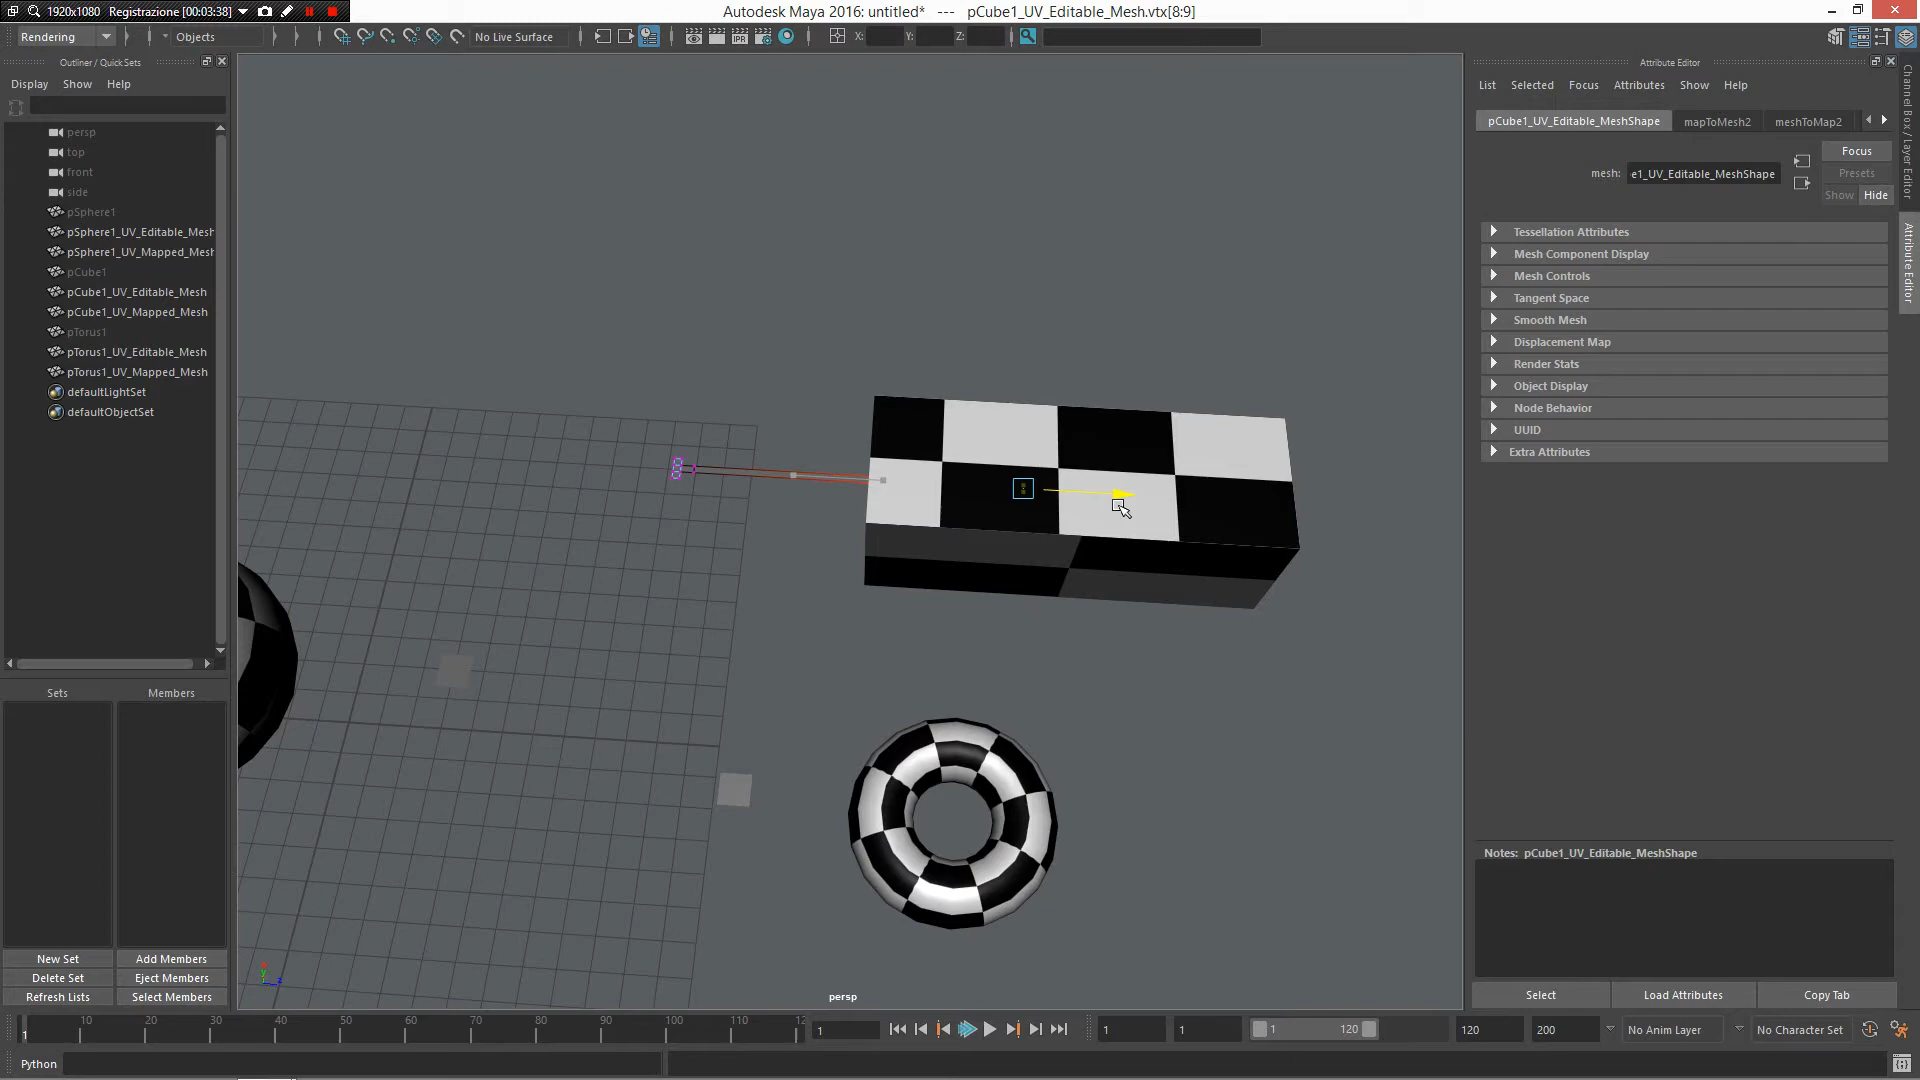 1920x1080 Registrazione [00:03:38]
Autodesk Maya 2016: untitled* --- pCube1_UV_Editable_Mesh.vtx[8:9]
Rendering Objects No Live Surface X: Y: Z:
IPR
Outliner / Quick Sets
Display Show Help
persp
top
front
side
pSphere1
pSphere1_UV_Editable_Mesh
pSphere1_UV_Mapped_Mesh
pCube1
pCube1_UV_Editable_Mesh
pCube1_UV_Mapped_Mesh
pTorus1
pTorus1_UV_Editable_Mesh
pTorus1_UV_Mapped_Mesh
defaultLightSet
defaultObjectSet
Sets Members
New Set Add Members
Delete Set Eject Members
Refresh Lists Select Members
persp
Attribute Editor
List Selected Focus Attributes Show Help
pCube1_UV_Editable_MeshShape mapToMesh2 meshToMap2
Focus
mesh: e1_UV_Editable_MeshShape
Presets
Show Hide
Tessellation Attributes
Mesh Component Display
Mesh Controls
Tangent Space
Smooth Mesh
Displacement Map
Render Stats
Object Display
Node Behavior
UUID
Extra Attributes
Notes: pCube1_UV_Editable_MeshShape
Select Load Attributes Copy Tab
Channel Box / Layer Editor
Attribute Editor
1 10 20 30 40 50 60 70 80 90 100 110 12
1
1 1 1 120 120 200 No Anim Layer No Character Set
Python